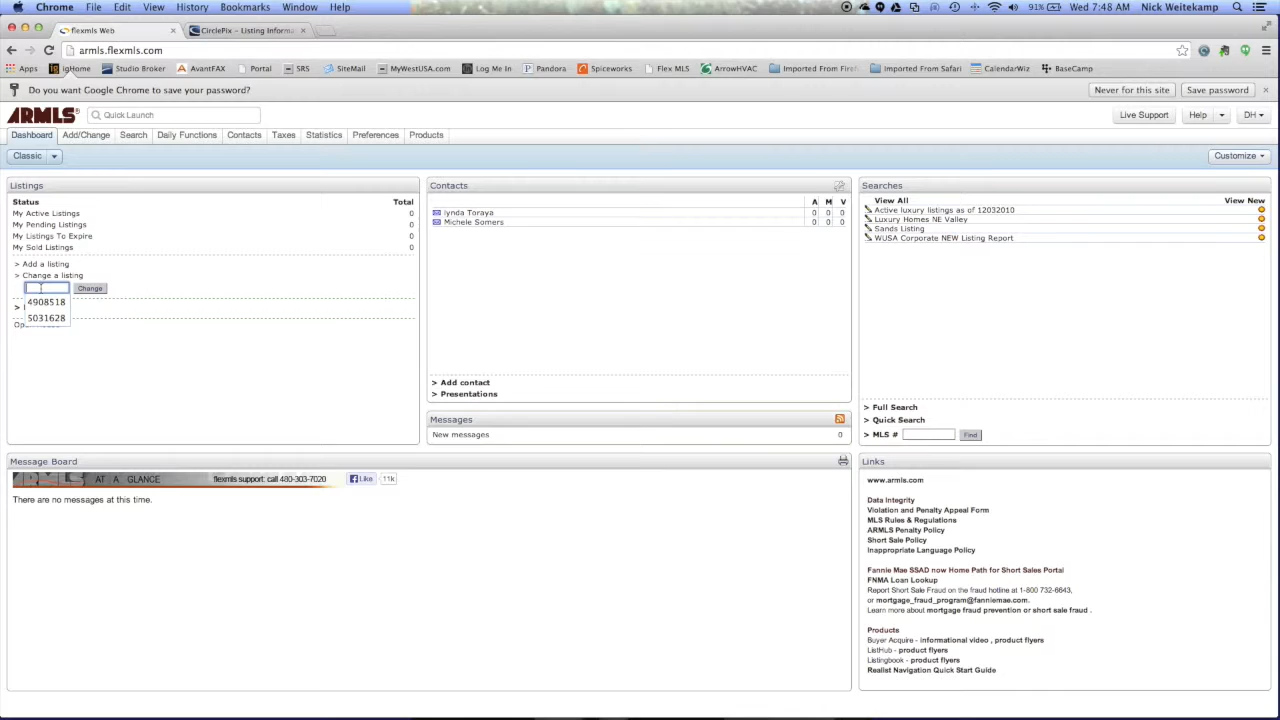 Chrome File Edit View History Bookmarks Window Help 91% Wed 7:48 AM Nick Weitekamp
flexmls Web CirclePix – Listing Informa
armls.flexmls.com
Apps igHome Studio Broker AvantFAX Portal SRS SiteMail MyWestUSA.com Log Me In Pandora Spiceworks Flex MLS ArrowHVAC Imported From Firef Imported From Safari CalendarWiz BaseCamp
Do you want Google Chrome to save your password? Never for this site Save password
ARMLS Quick Launch Live Support Help DH
Dashboard Add/Change Search Daily Functions Contacts Taxes Statistics Preferences Products
Classic Customize
Listings
Status Total
My Active Listings 0
My Pending Listings 0
My Listings To Expire 0
My Sold Listings 0
> Add a listing
> Change a listing
Change
4908518
>
5031628
Contacts
A M V
lynda Toraya 0 0 0
Michele Somers 0 0 0
> Add contact
> Presentations
Messages
New messages 0
Searches
View All View New
Active luxury listings as of 12032010
Luxury Homes NE Valley
Sands Listing
WUSA Corporate NEW Listing Report
> Full Search
> Quick Search
> MLS # Find
Message Board
AT A GLANCE flexmls support: call 480-303-7020 Like 11k
There are no messages at this time.
Links
www.armls.com
Data Integrity
Violation and Penalty Appeal Form
MLS Rules & Regulations
ARMLS Penalty Policy
Short Sale Policy
Inappropriate Language Policy
Fannie Mae SSAD now Home Path for Short Sales Portal
FNMA Loan Lookup
Report Short Sale Fraud on the fraud hotline at 1-800 732-6643,
or mortgage_fraud_program@fanniemae.com.
Learn more about mortgage fraud prevention or short sale fraud .
Products
Buyer Acquire - informational video , product flyers
ListHub - product flyers
Listingbook - product flyers
Realist Navigation Quick Start Guide